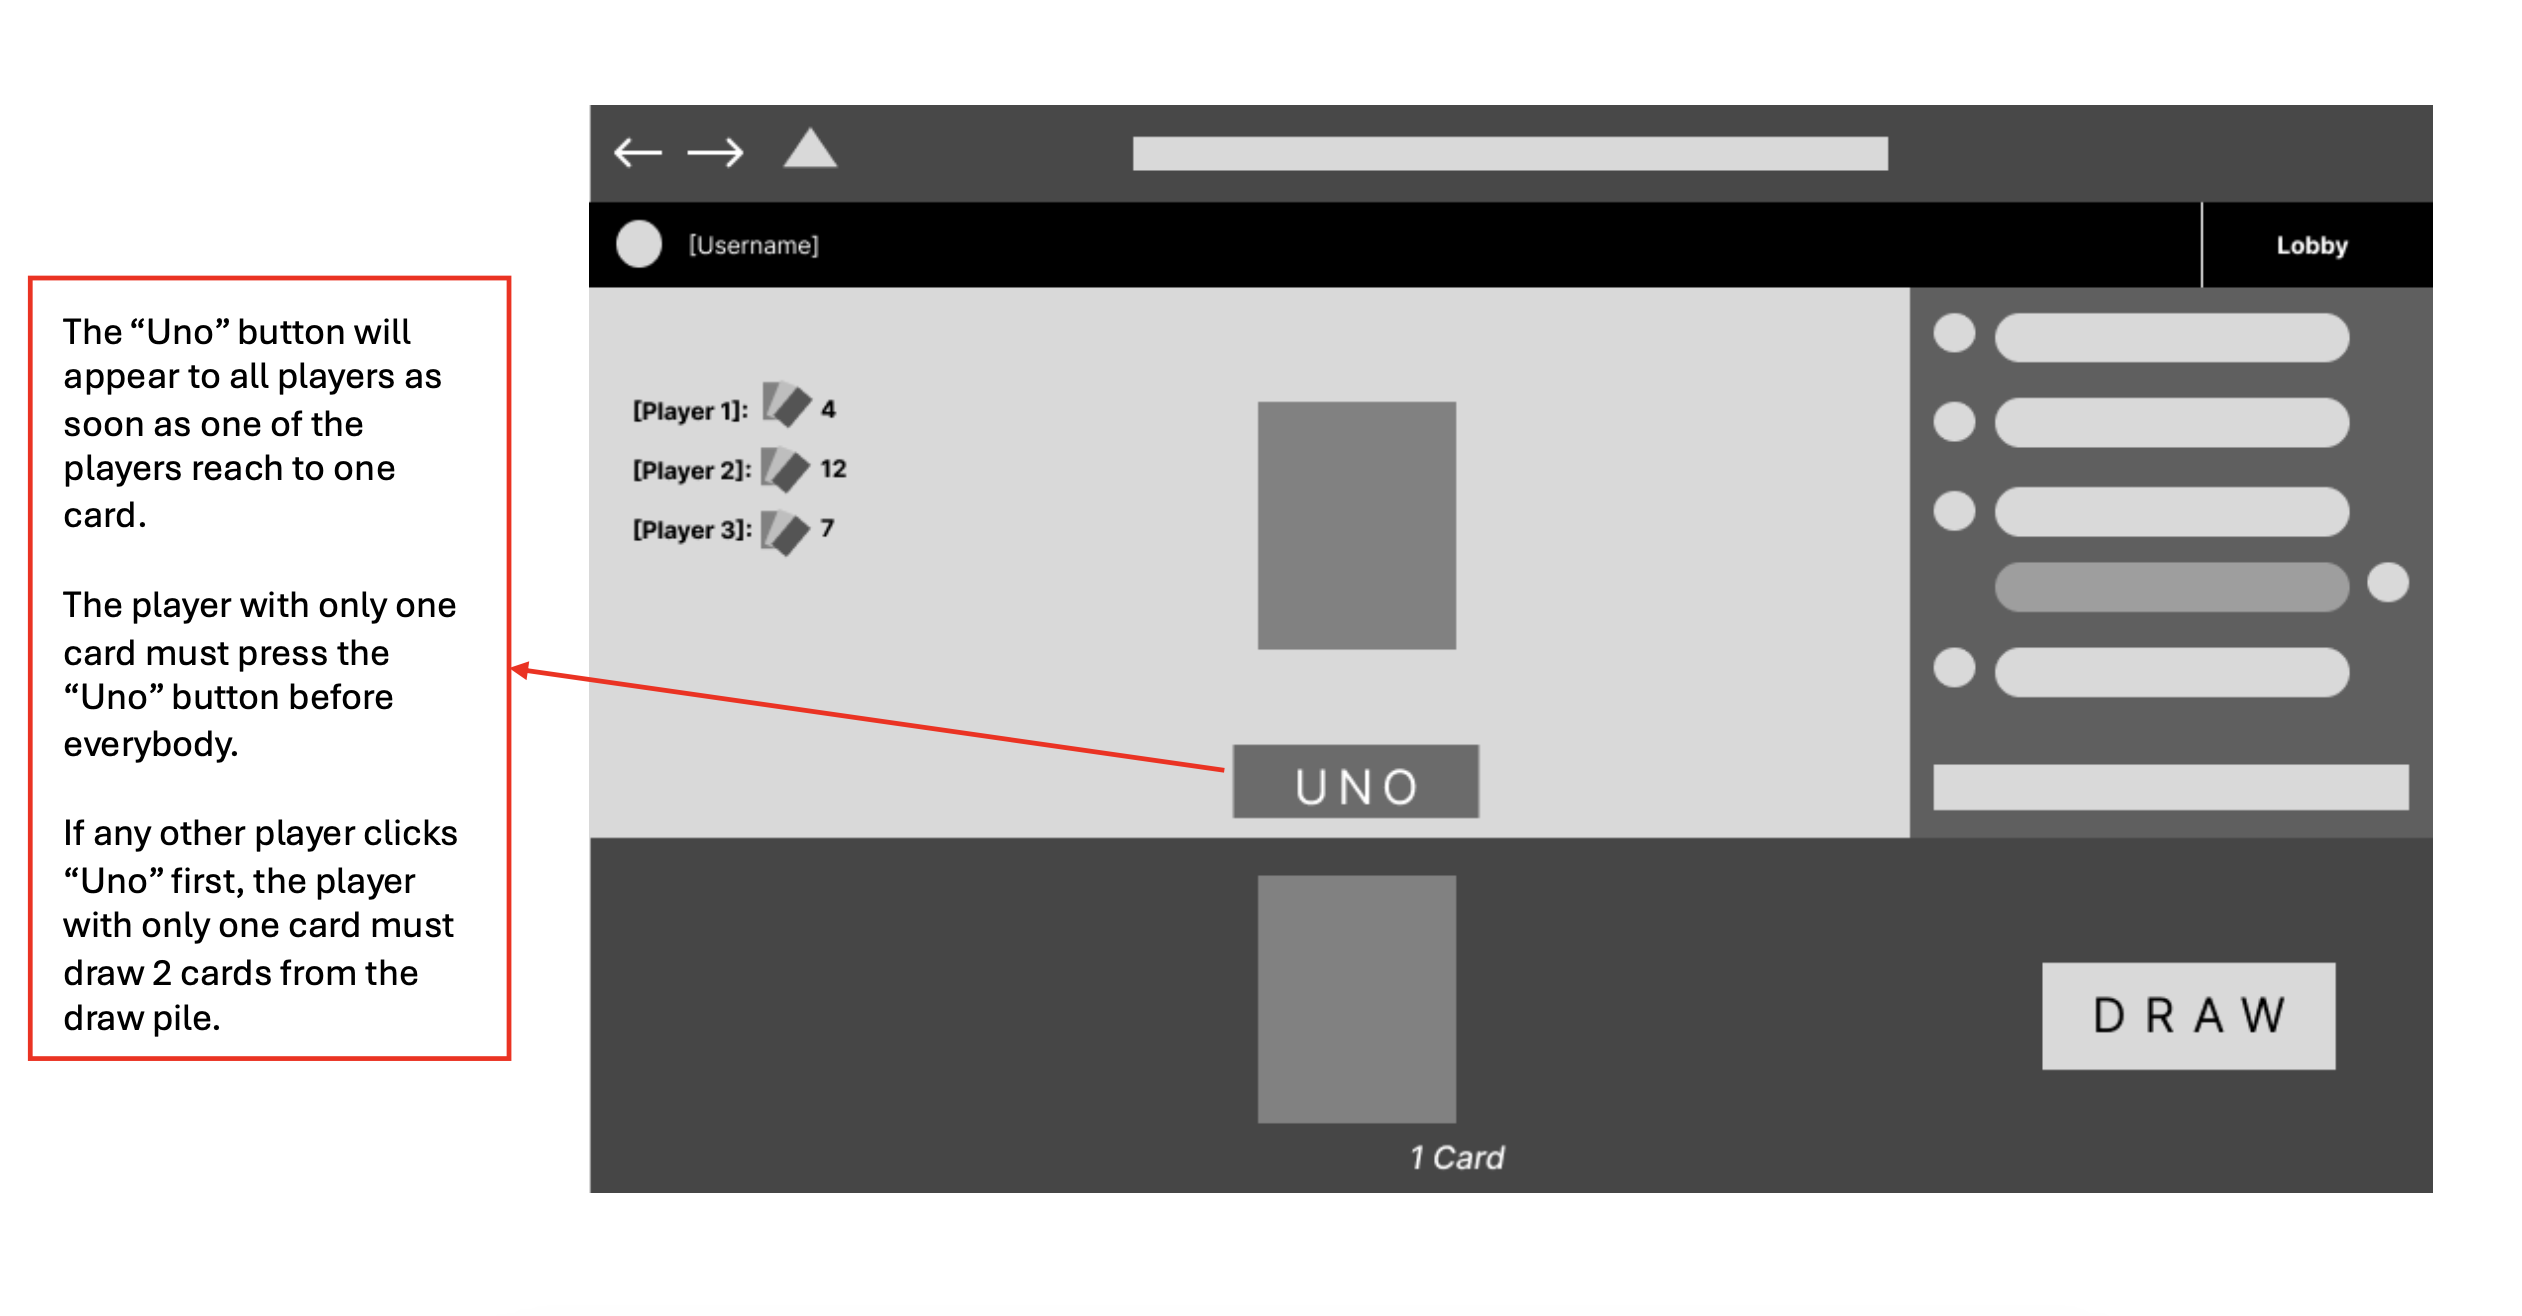 The “Uno” button will
appear to all players as
soon as one of the
players reach to one
card.
The player with only one
card must press the
“Uno” button before
everybody.
If any other player clicks
“Uno” first, the player
with only one card must
draw 2 cards from the
draw pile.
[Username]
Lobby
[Player 1]: 4
[Player 2]: 12
[Player 3]: 7
UNO
DRAW
1 Card